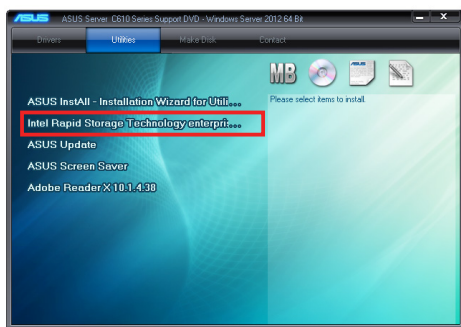 ASUS ASUS Server C610 Series Support DVD - Windows Server 2012 64 Bit
Drivers Utilities Make Disk Contact
MB
Please select items to install.
ASUS InstAll - Installation Wizard for Utili...
Intel Rapid Storage Technology enterpri...
ASUS Update
ASUS Screen Saver
Adobe Reader X 10.1.4.38